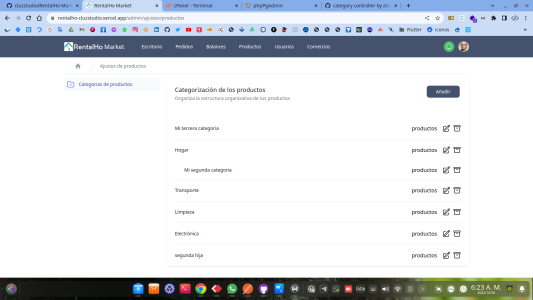 cluzstudio/RentalHo-Mar
RentalHo Market
cPanel - Terminal
phpPgAdmin
category controller by al
rentalho-cluzstudio.vercel.app/admin/ajustes/productos
Flutter
iconos
RentalHo Market
Escritorio
Pedidos
Balances
Productos
Usuarios
Comercios
Ajustes de productos
Categorías de productos
Categorización de los productos
Organiza la estructura organizativa de tus productos
Añadir
Mi tercera categoria
productos
Hogar
productos
Mi segunda categoria
productos
Transporte
productos
Limpieza
productos
Electrónica
productos
segunda hija
productos
6:23 A. M.